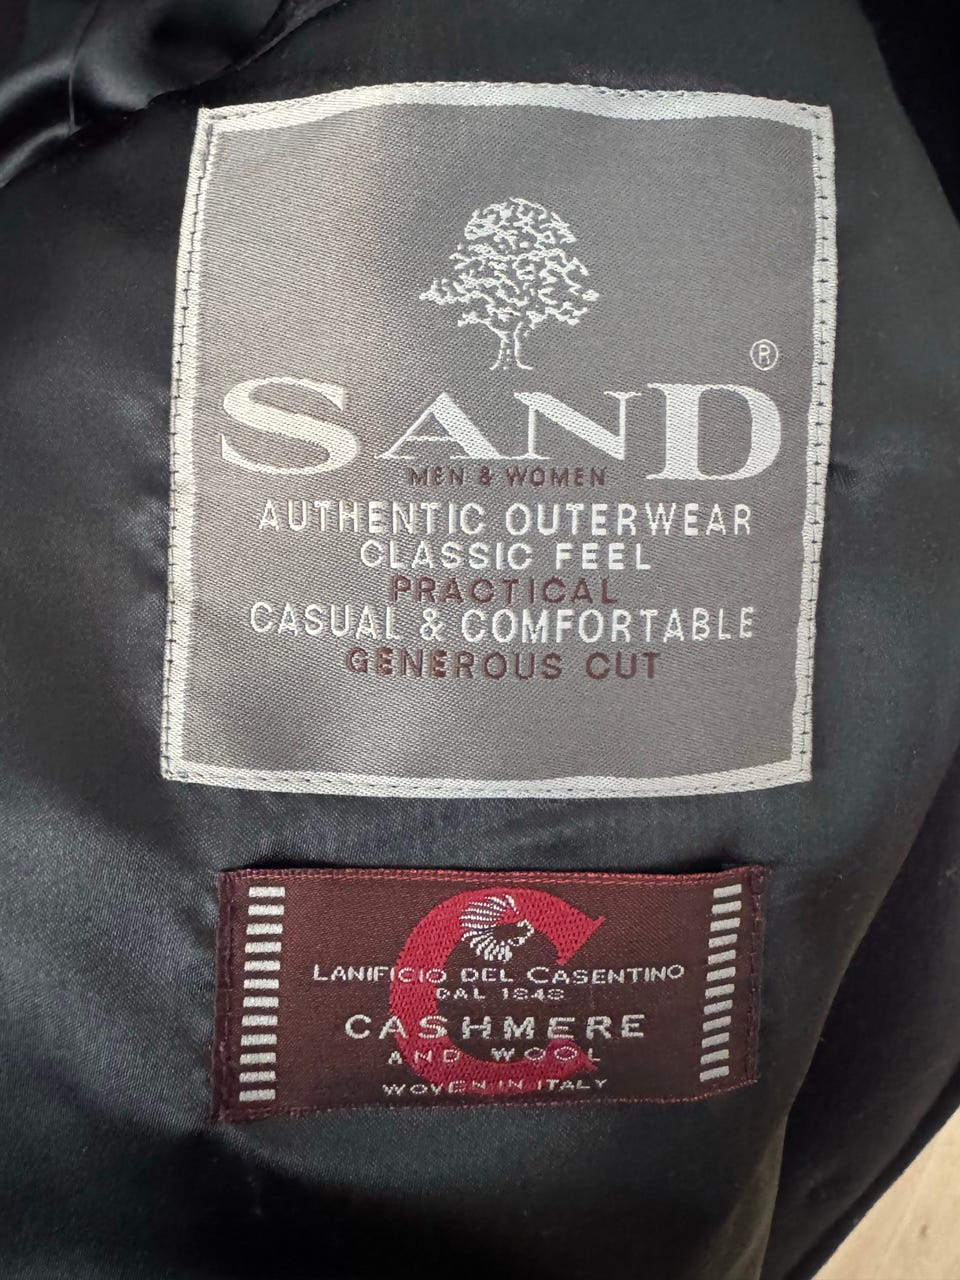 ®
SAND
MEN & WOMEN
AUTHENTIC OUTERWEAR
CLASSIC FEEL
PRACTICAL
CASUAL & COMFORTABLE
GENEROUS CUT
C
LANIFICIO DEL CASENTINO
DAL 1848
CASHMERE
AND WOOL
WOVEN IN ITALY